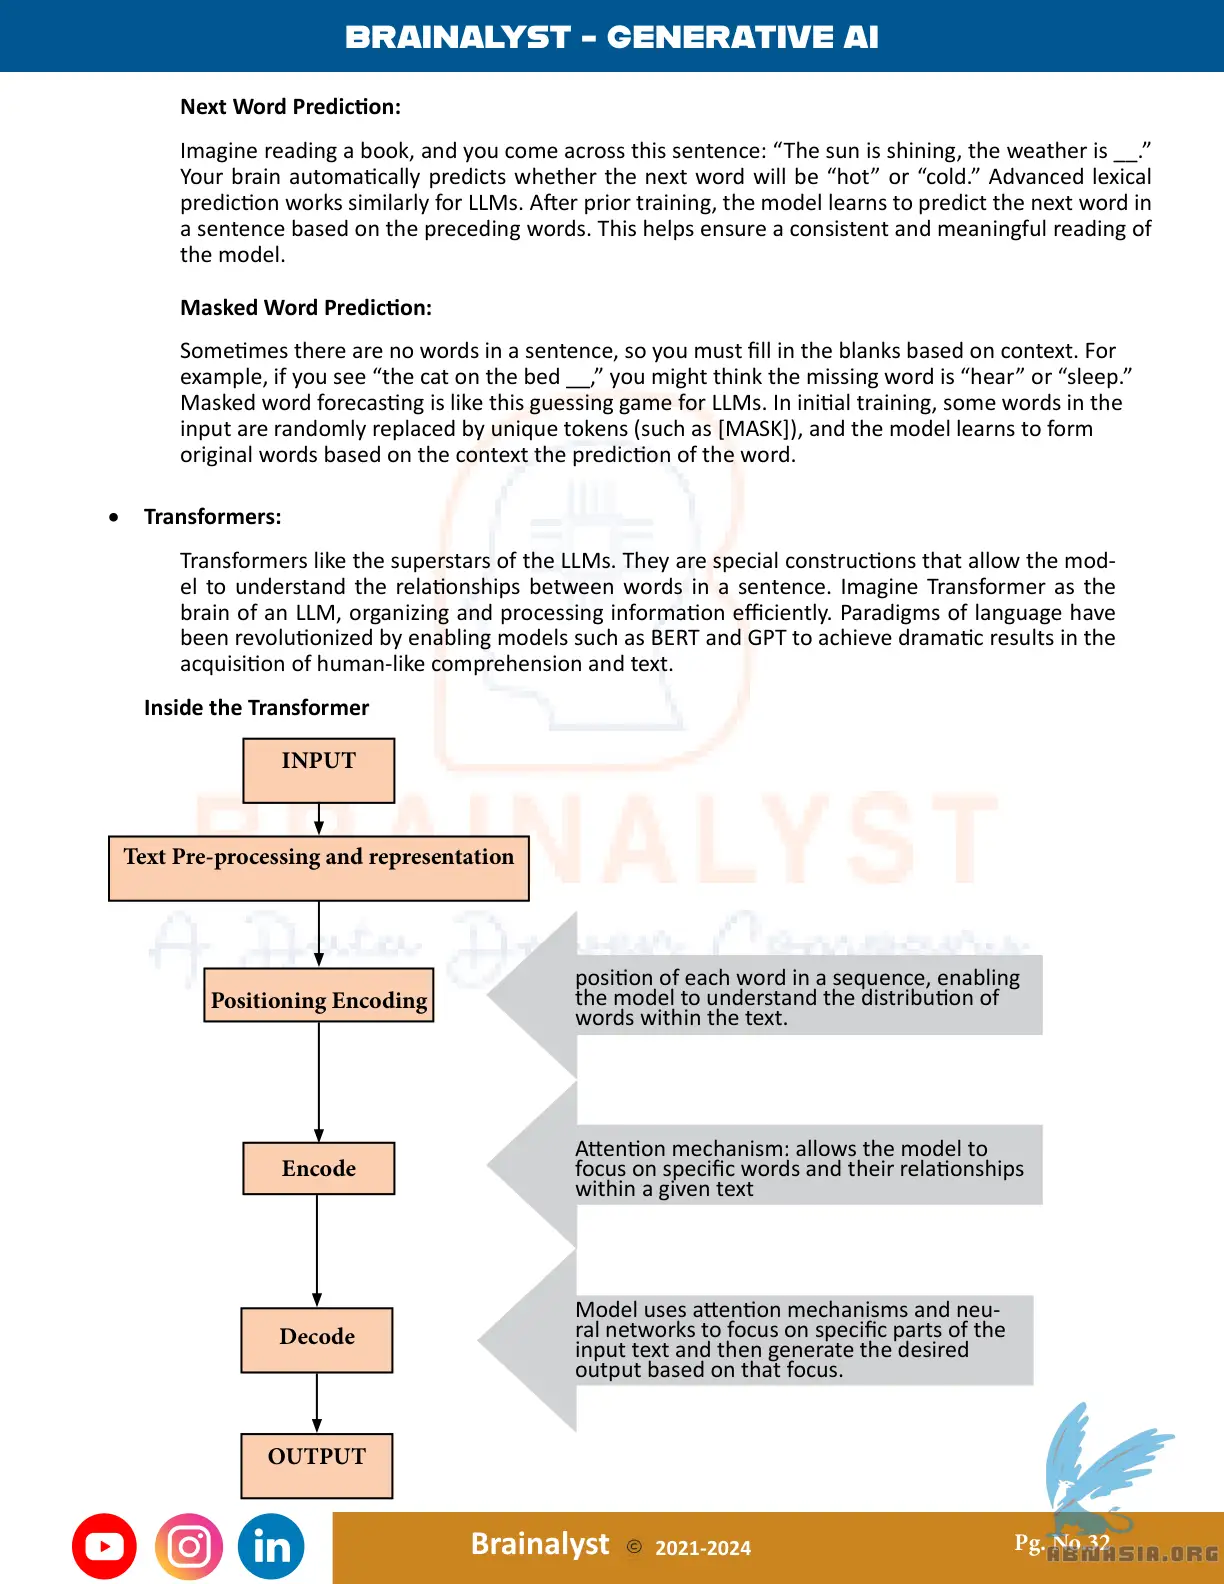 BRAINALYST - GENERATIVE AI
Next Word Prediction:
Imagine reading a book, and you come across this sentence: “The sun is shining, the weather is __.”
Your brain automatically predicts whether the next word will be “hot” or “cold.” Advanced lexical
prediction works similarly for LLMs. After prior training, the model learns to predict the next word in
a sentence based on the preceding words. This helps ensure a consistent and meaningful reading of
the model.
Masked Word Prediction:
Sometimes there are no words in a sentence, so you must fill in the blanks based on context. For
example, if you see “the cat on the bed __,” you might think the missing word is “hear” or “sleep.”
Masked word forecasting is like this guessing game for LLMs. In initial training, some words in the
input are randomly replaced by unique tokens (such as [MASK]), and the model learns to form
original words based on the context the prediction of the word.
• Transformers:
Transformers like the superstars of the LLMs. They are special constructions that allow the mod-
el to understand the relationships between words in a sentence. Imagine Transformer as the
brain of an LLM, organizing and processing information efficiently. Paradigms of language have
been revolutionized by enabling models such as BERT and GPT to achieve dramatic results in the
acquisition of human-like comprehension and text.
Inside the Transformer
INPUT
BRAINALYST
Text Pre-processing and representation
A Data Driven Company
Positioning Encoding
position of each word in a sequence, enabling
the model to understand the distribution of
words within the text.
Encode
Attention mechanism: allows the model to
focus on specific words and their relationships
within a given text
Decode
Model uses attention mechanisms and neu-
ral networks to focus on specific parts of the
input text and then generate the desired
output based on that focus.
OUTPUT
in
Brainalyst © 2021-2024
Pg. No 32
ABMASIA.ORG